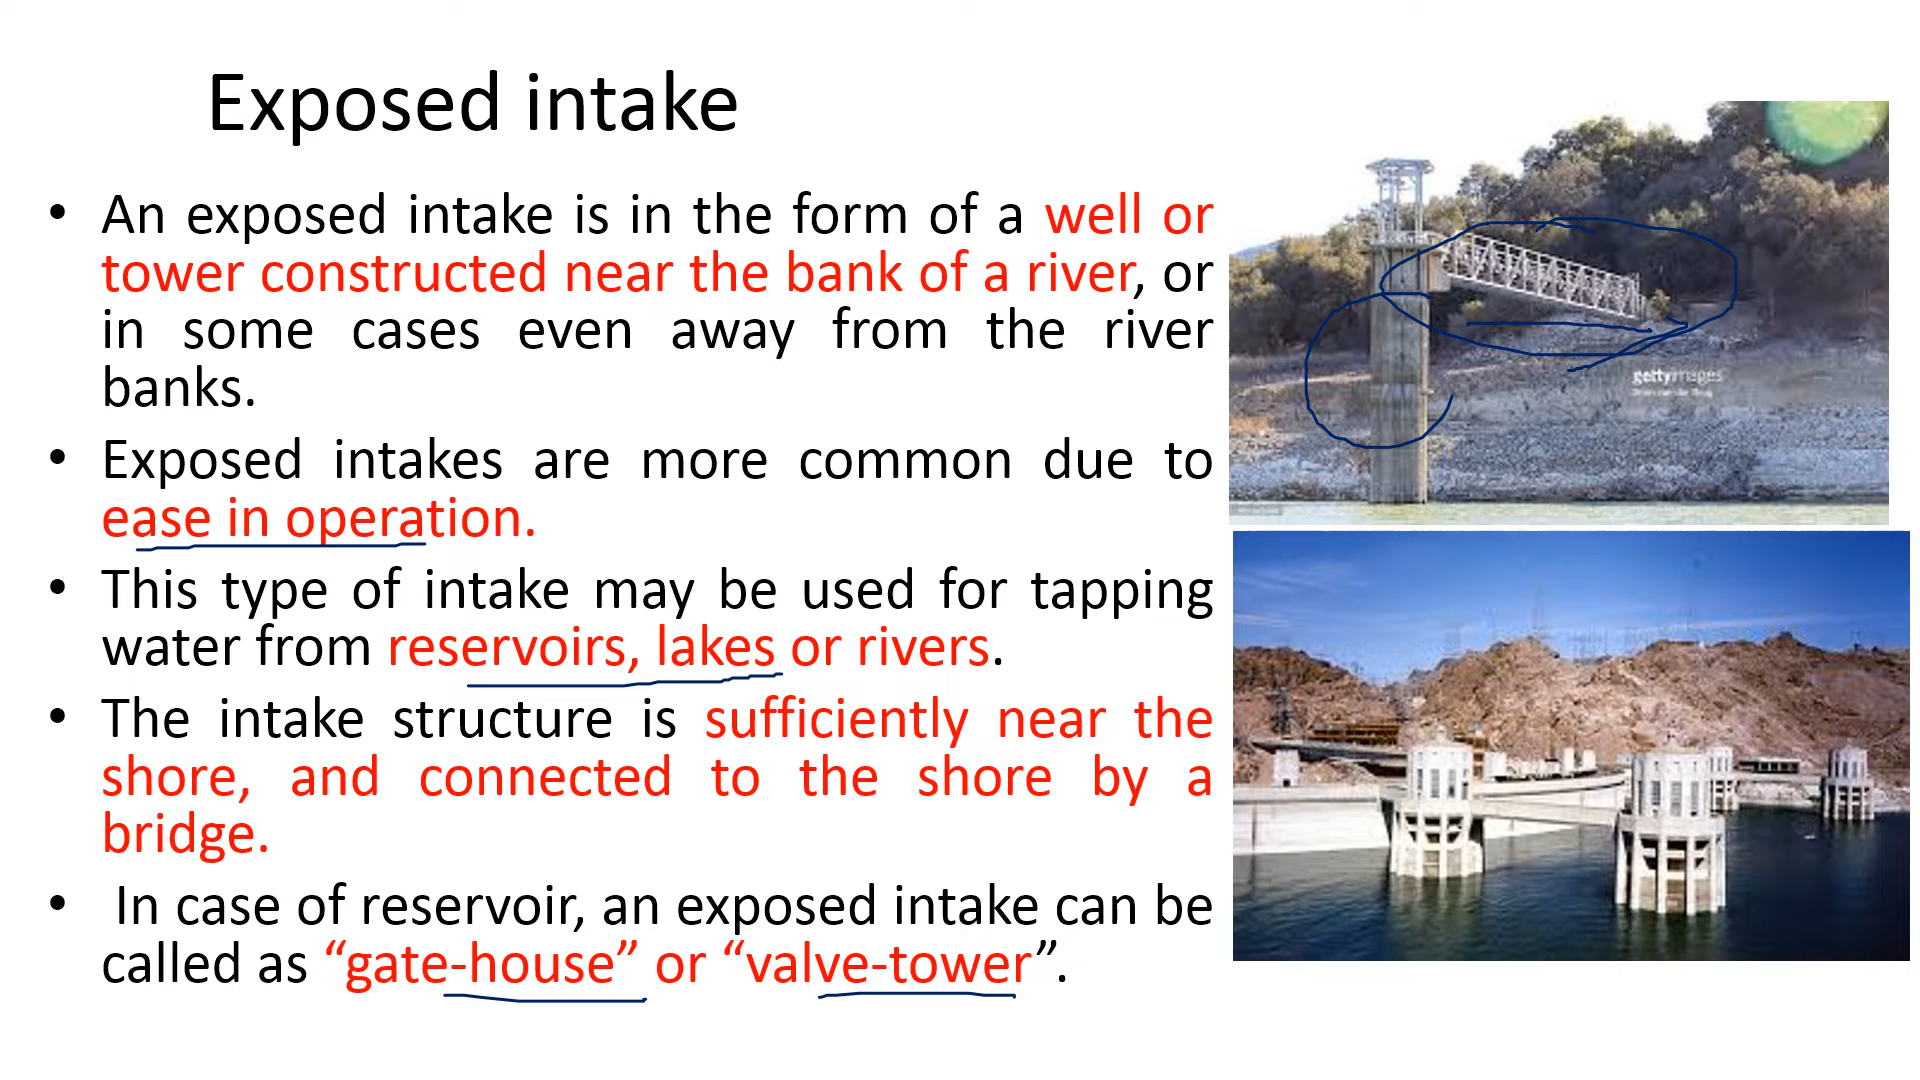 Exposed intake
• An exposed intake is in the form of a well or
tower constructed near the bank of a river, or
in some cases even away from the river
banks.
• Exposed intakes are more common due to
ease in operation.
• This type of intake may be used for tapping
water from reservoirs, lakes or rivers.
• The intake structure is sufficiently near the
shore, and connected to the shore by a
bridge.
• In case of reservoir, an exposed intake can be
called as “gate-house” or “valve-tower”.
gettyimages